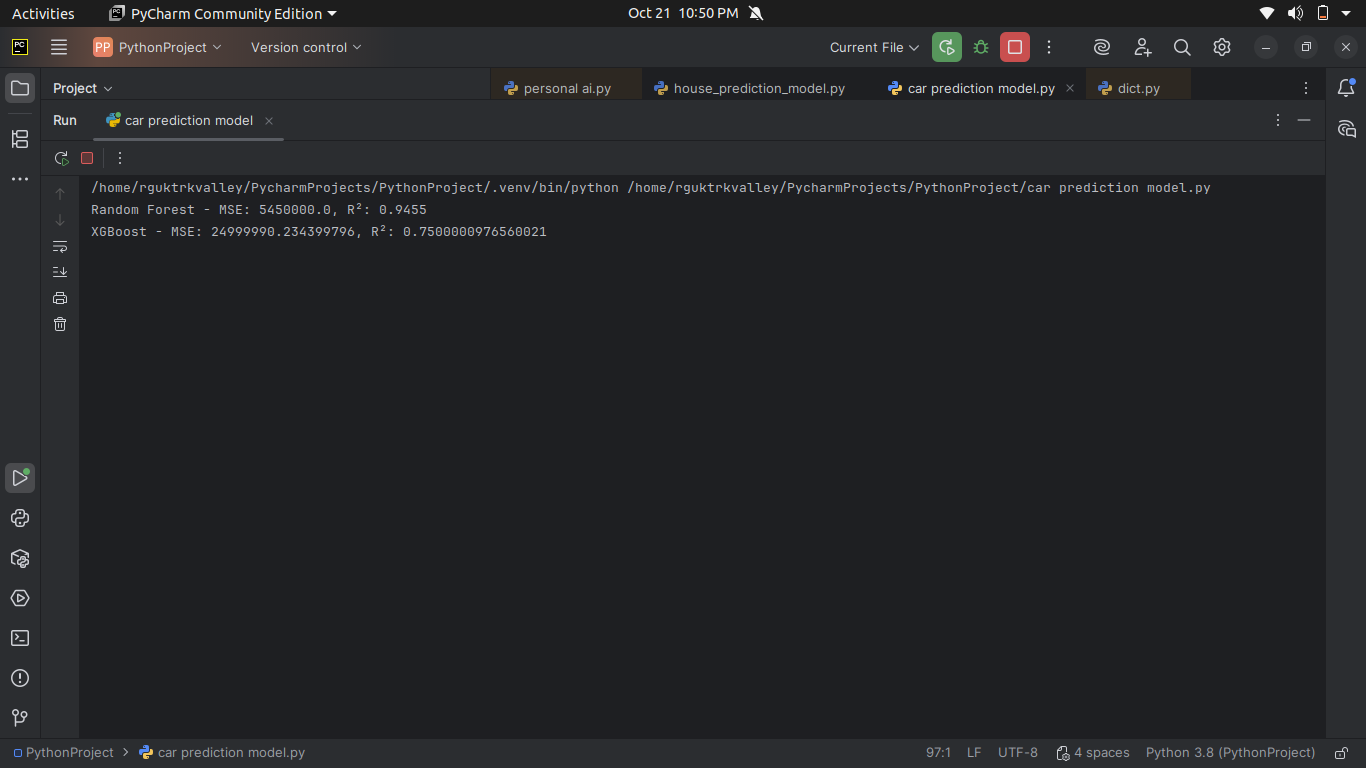 Activities PyCharm Community Edition Oct 21 10:50 PM
PC PP PythonProject Version control Current File
Project personal ai.py house_prediction_model.py car prediction model.py dict.py
Run car prediction model
/home/rguktrkvalley/PycharmProjects/PythonProject/.venv/bin/python /home/rguktrkvalley/PycharmProjects/PythonProject/car prediction model.py
Random Forest - MSE: 5450000.0, R²: 0.9455
XGBoost - MSE: 24999990.234399796, R²: 0.7500000976560021
PythonProject car prediction model.py 97:1 LF UTF-8 4 spaces Python 3.8 (PythonProject)